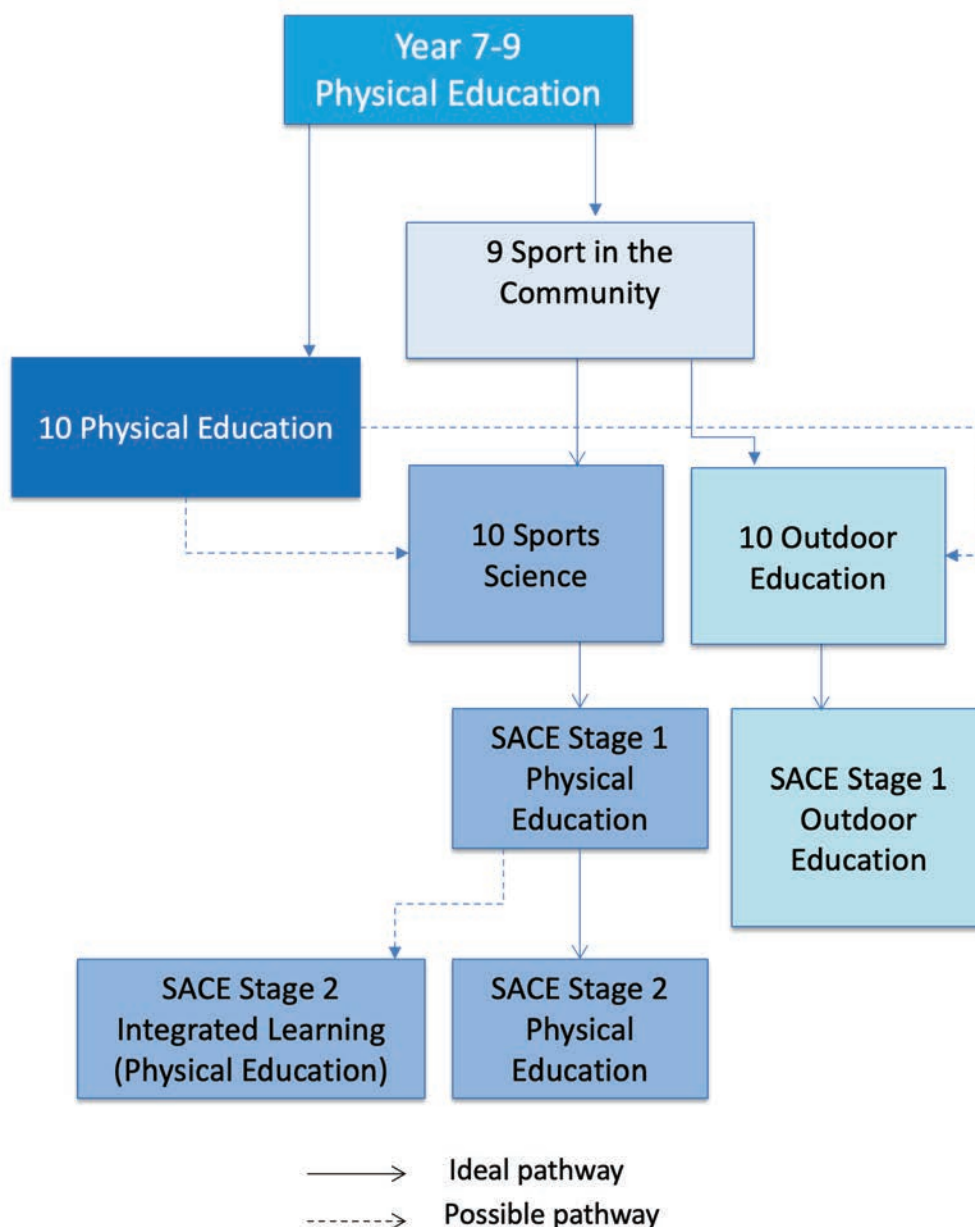 Year 7-9
Physical Education
9 Sport in the
Community
10 Physical Education
10 Sports
Science
10 Outdoor
Education
SACE Stage 1
Physical
Education
SACE Stage 1
Outdoor
Education
SACE Stage 2
Integrated Learning
(Physical Education)
SACE Stage 2
Physical
Education
Ideal pathway
Possible pathway